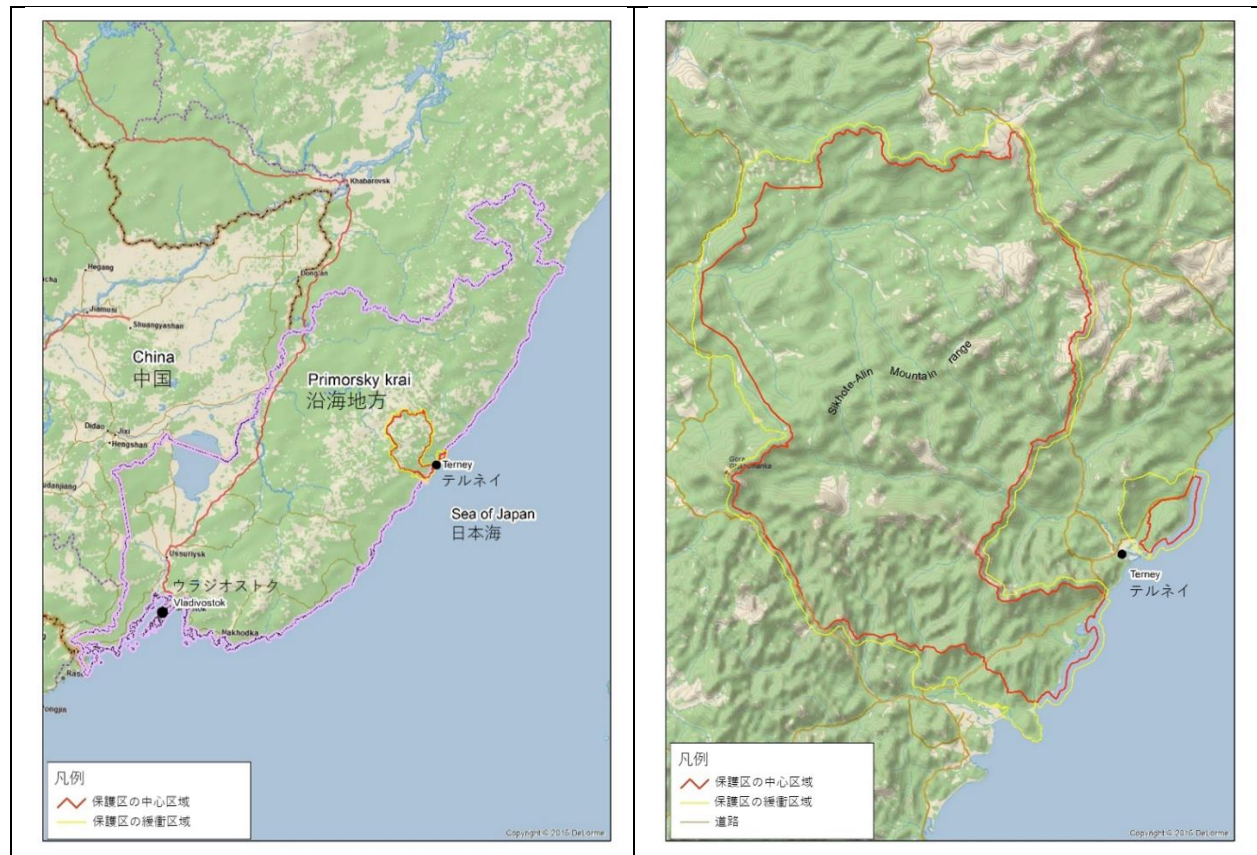 Khabarovsk
Hegang
Jiamusi
Shuangyashan
China
中国
Primorsky krai
沿海地方
Didao
Jixi
Hengshan
Terney
テルネイ
Sea of Japan
日本海
Ussuriysk
ウラジオストク
Vladivostok
Nakhodka
凡例
保護区の中心区域
保護区の緩衝区域
Copyright © 2015 DeLorme
Sikhote-Alin Mountain range
Terney
テルネイ
凡例
保護区の中心区域
保護区の緩衝区域
道路
Copyright © 2015 DeLorme